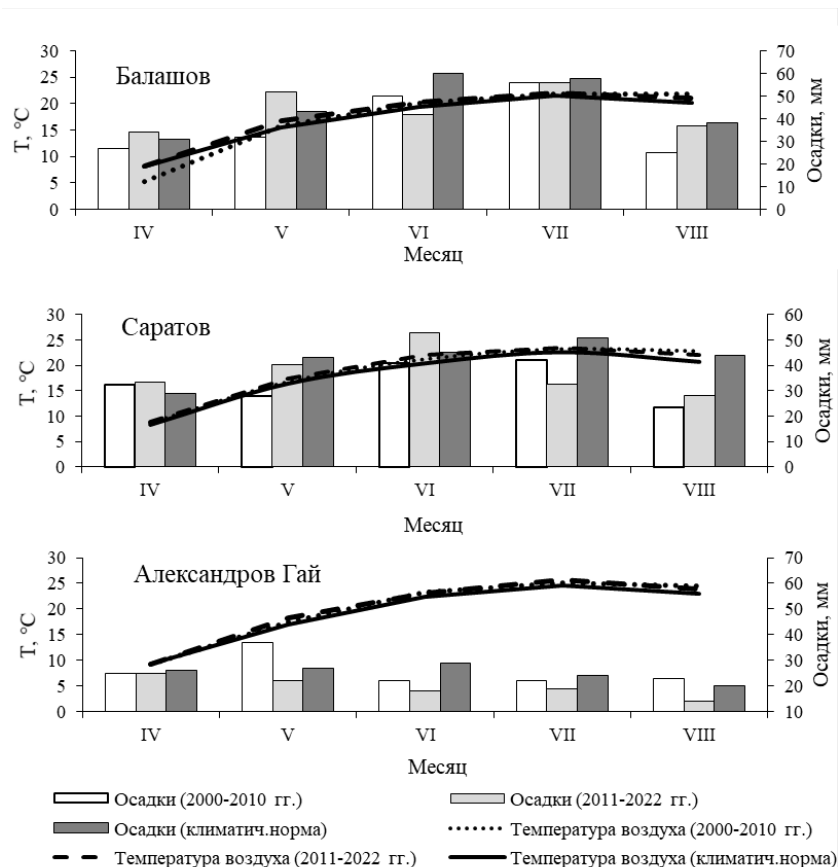 Балашов
Т, °C
30
25
20
15
10
5
0
70
60
50
40
30
20
10
0
Осадки, мм
IV V VI VII VIII
Месяц
Саратов
Т, °C
30
25
20
15
10
5
0
60
50
40
30
20
10
0
Осадки, мм
IV V VI VII VIII
Месяц
Александров Гай
Т, °C
30
25
20
15
10
5
0
70
60
50
40
30
20
10
Осадки, мм
IV V VI VII VIII
Месяц
Осадки (2000-2010 гг.) Осадки (2011-2022 гг.)
Осадки (климатич.норма) Температура воздуха (2000-2010 гг.)
Температура воздуха (2011-2022 гг.) Температура воздуха (климатич.норма)